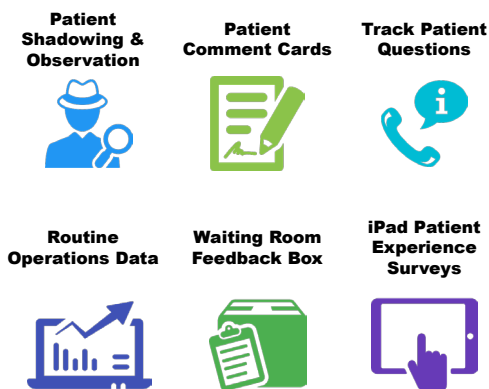 Patient
Shadowing &
Observation
Patient
Comment Cards
Track Patient
Questions
i
Routine
Operations Data
Waiting Room
Feedback Box
iPad Patient
Experience
Surveys